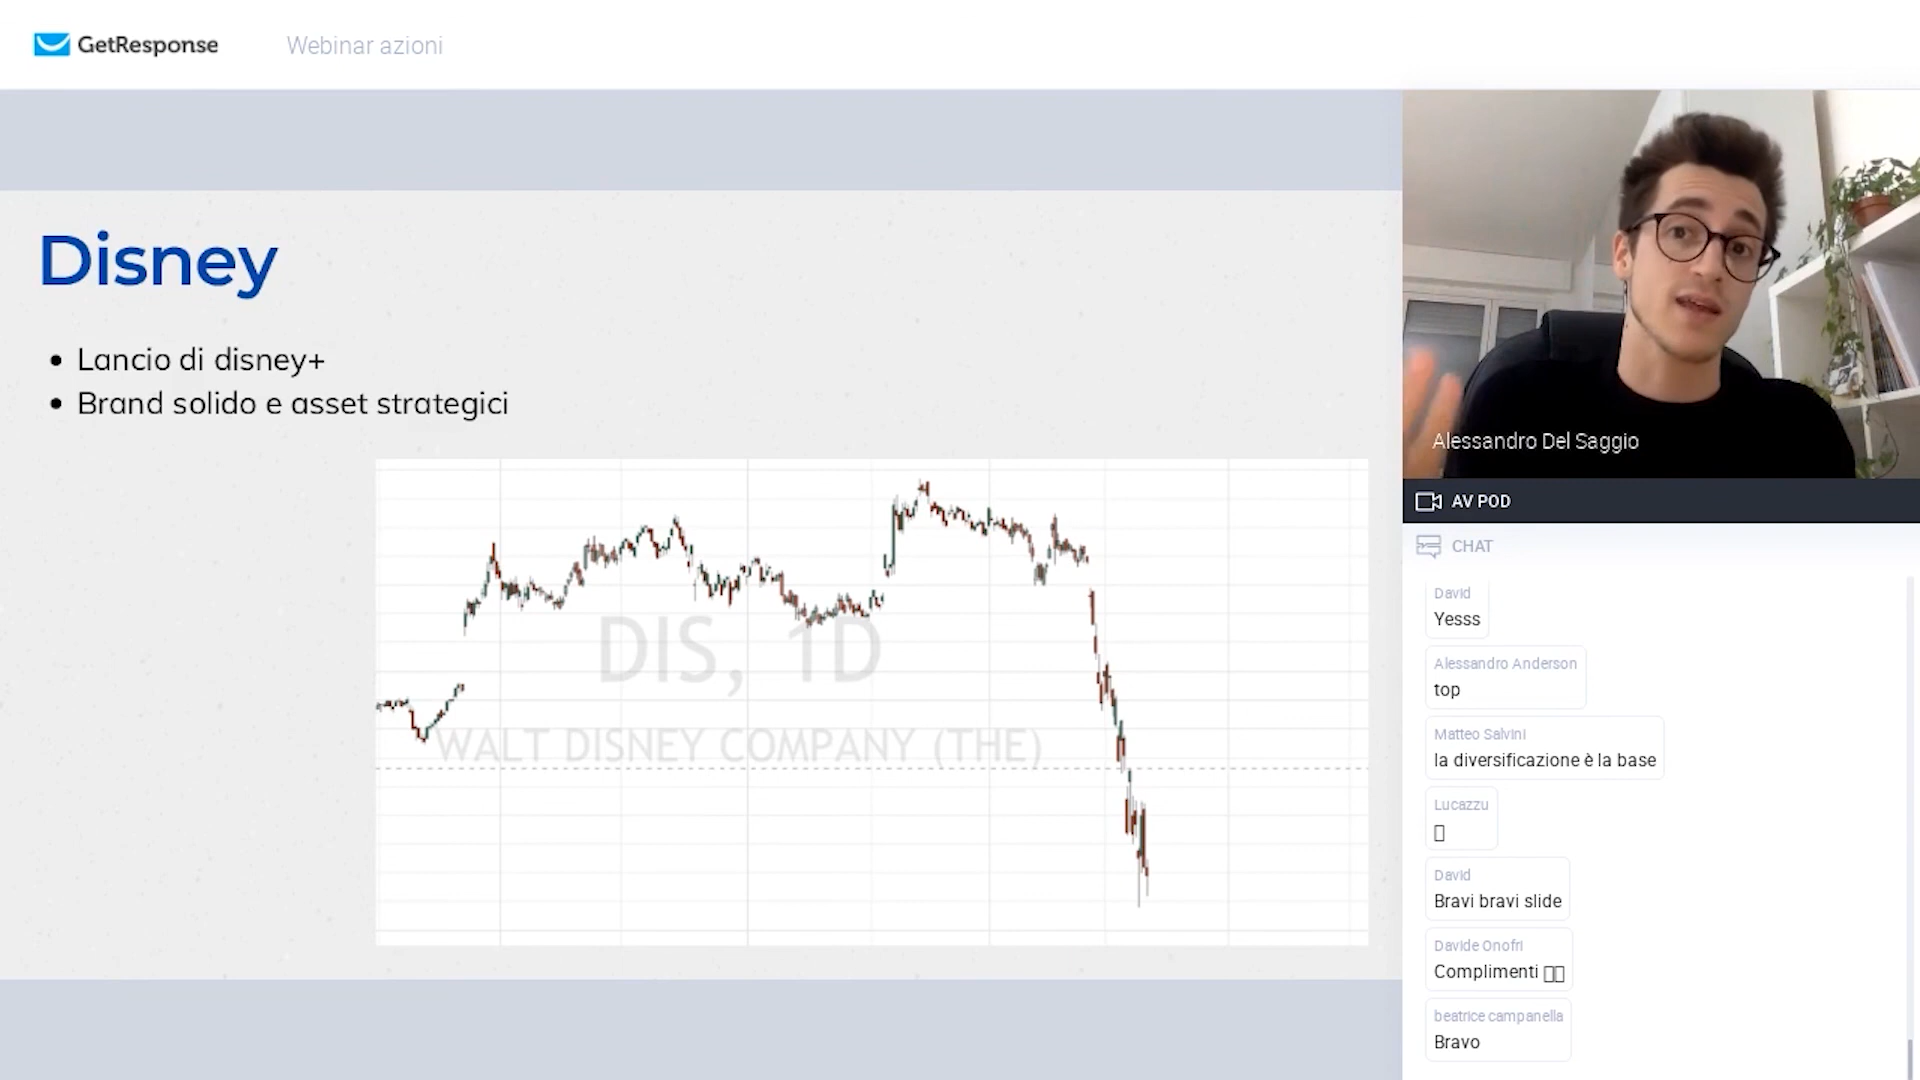 GetResponse
Webinar azioni
Disney
Lancio di disney+
Brand solido e asset strategici
DIS, 1D
WALT DISNEY COMPANY (THE)
Alessandro Del Saggio
AV POD
CHAT
David
Yesss
Alessandro Anderson
top
Matteo Salvini
la diversificazione è la base
Lucazzu
David
Bravi bravi slide
Davide Onofri
Complimenti
beatrice campanella
Bravo